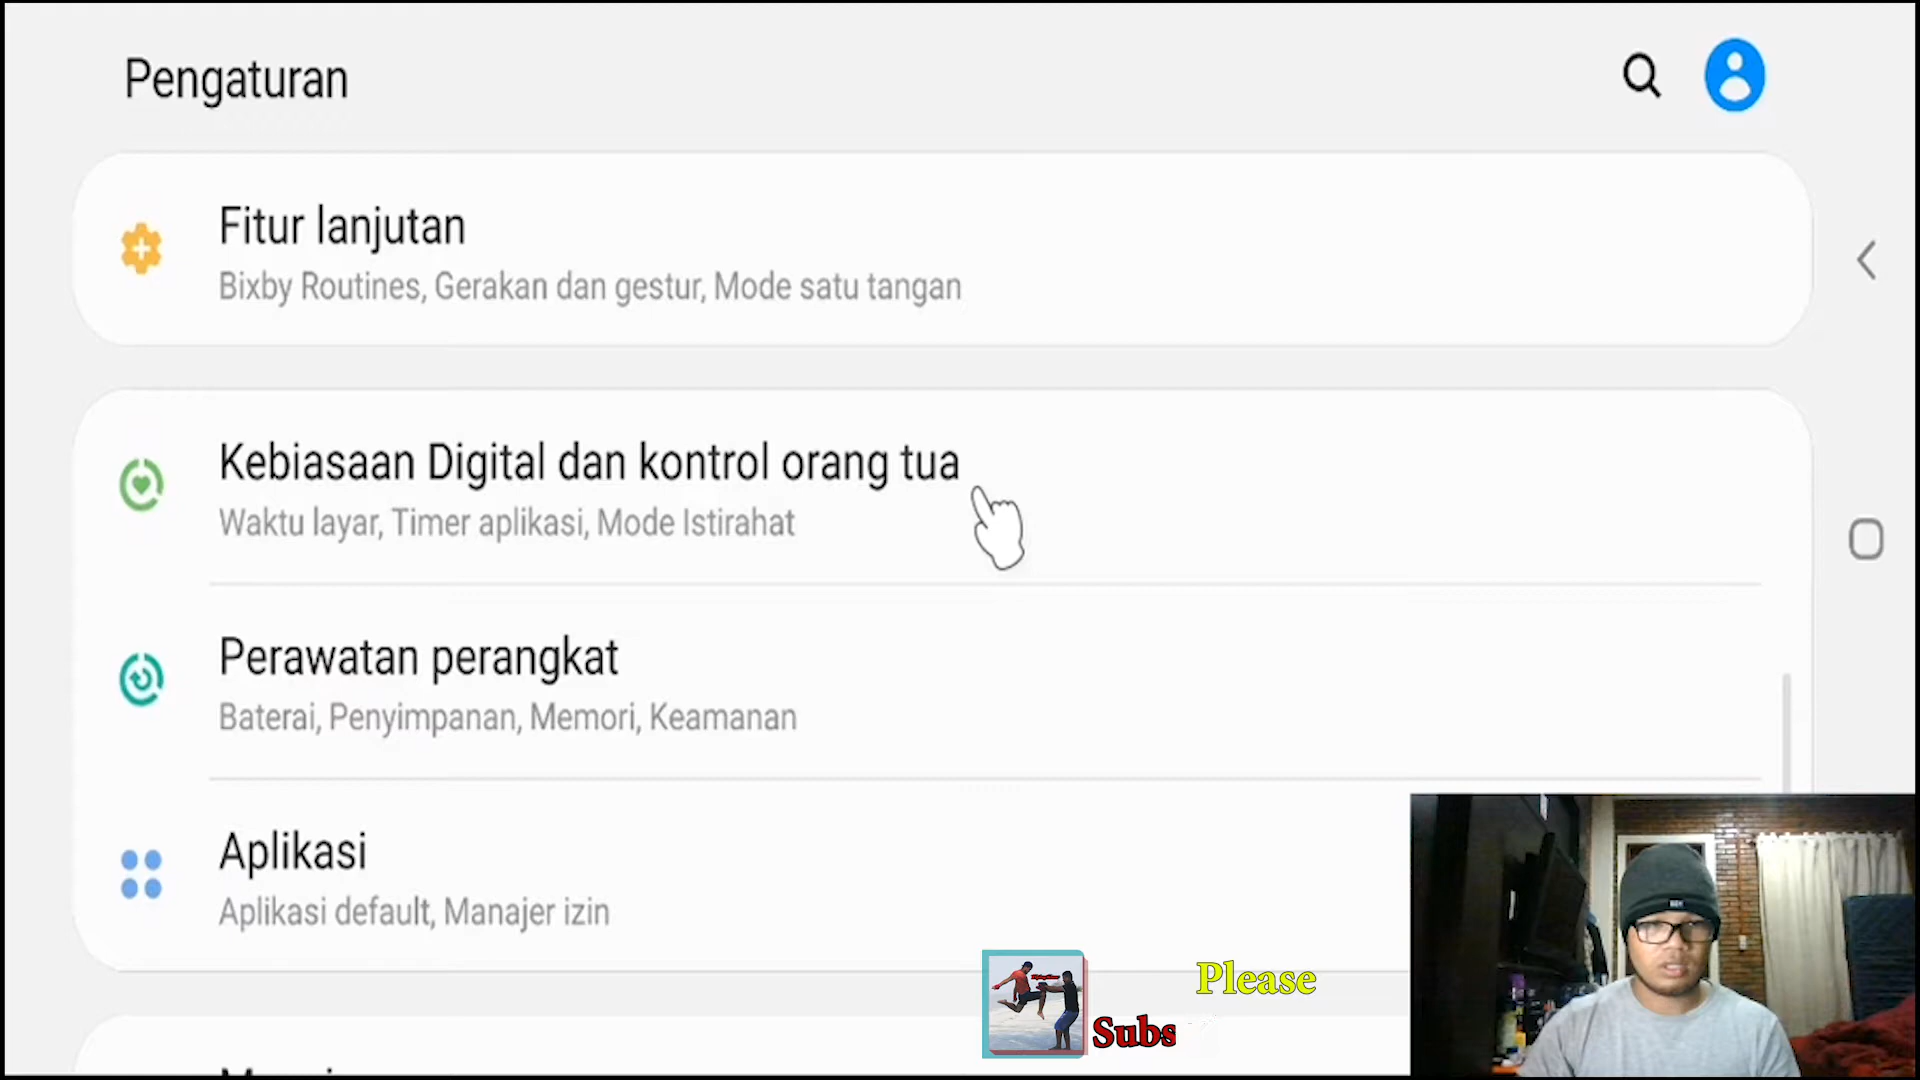 Pengaturan
Fitur lanjutan
Bixby Routines, Gerakan dan gestur, Mode satu tangan
Kebiasaan Digital dan kontrol orang tua
Waktu layar, Timer aplikasi, Mode Istirahat
Perawatan perangkat
Baterai, Penyimpanan, Memori, Keamanan
Aplikasi
Aplikasi default, Manajer izin
Please
Subs